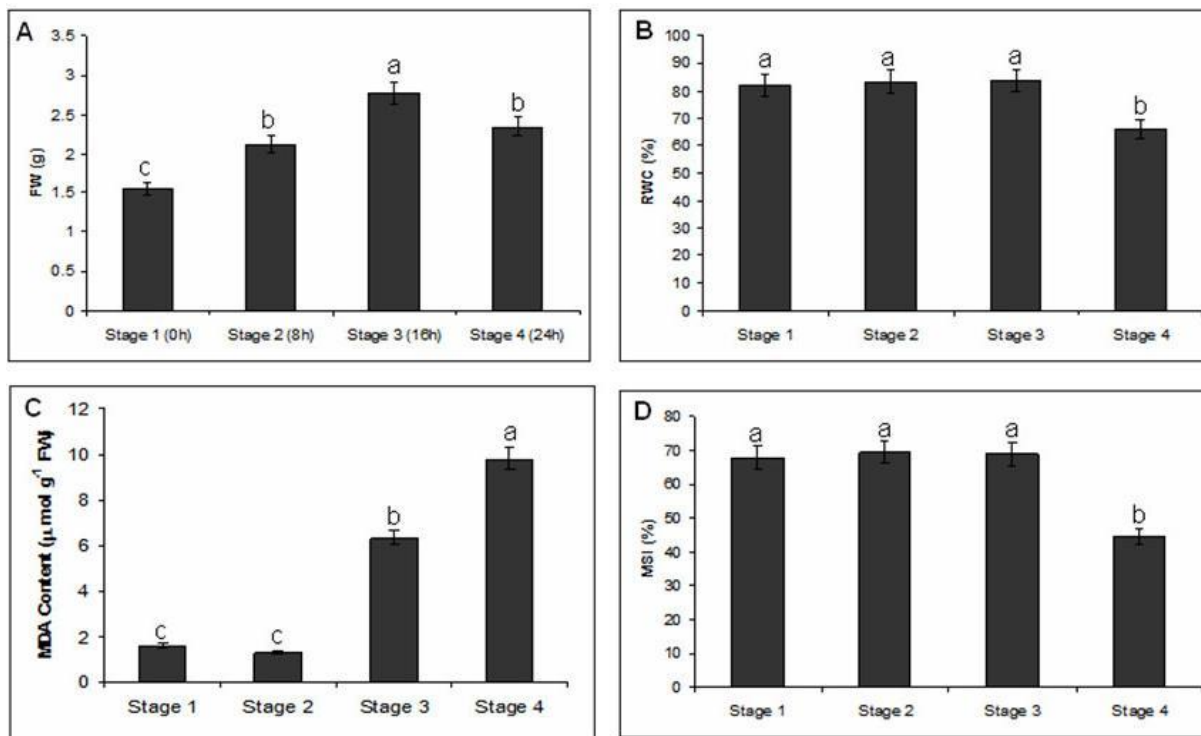 A
FW (g)
3.5
3
2.5
2
1.5
1
0.5
0
c
b
a
b
Stage 1 (0h) Stage 2 (8h) Stage 3 (16h) Stage 4 (24h)
B
RWC (%)
100
90
80
70
60
50
40
30
20
10
0
a
a
a
b
Stage 1 Stage 2 Stage 3 Stage 4
C
MDA Content (μ mol g⁻¹ FW)
12
10
8
6
4
2
0
c
c
b
a
Stage 1 Stage 2 Stage 3 Stage 4
D
MSI (%)
80
70
60
50
40
30
20
10
0
a
a
a
b
Stage 1 Stage 2 Stage 3 Stage 4